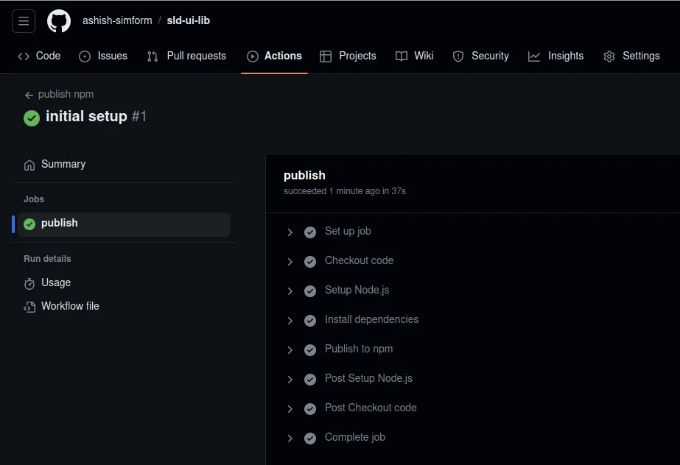 ashish-simform / sld-ui-lib
Code Issues Pull requests Actions Projects Wiki Security Insights Settings
publish npm
initial setup #1
Summary
Jobs
publish
Run details
Usage
Workflow file
publish
succeeded 1 minute ago in 37s
Set up job
Checkout code
Setup Node.js
Install dependencies
Publish to npm
Post Setup Node.js
Post Checkout code
Complete job